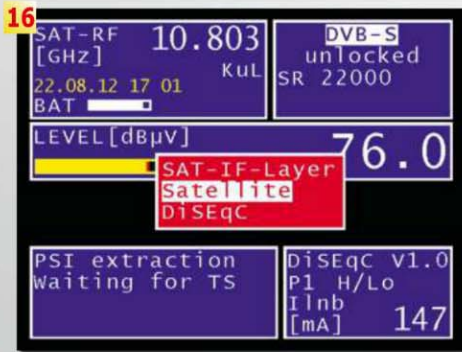 16
SAT-RF 10.803
[GHz]
KuL
22.08.12 17 01
BAT
DVB-S
unlocked
SR 22000
LEVEL[dBµV]
76.0
SAT-IF-Layer
Satellite
DiSEqC
PSI extraction
Waiting for TS
DiSEqC V1.0
P1 H/Lo
Ilnb
[mA] 147